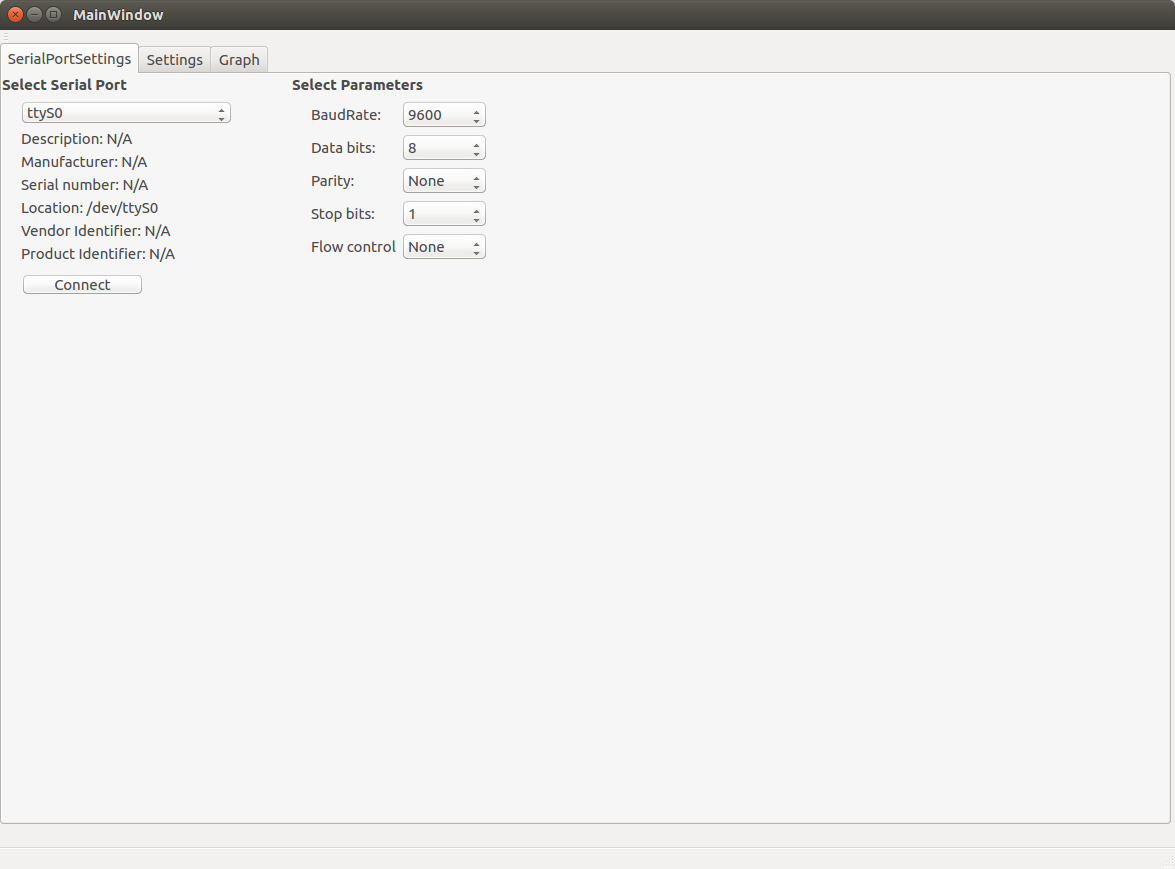 MainWindow
SerialPortSettings Settings Graph
Select Serial Port
ttyS0
Description: N/A
Manufacturer: N/A
Serial number: N/A
Location: /dev/ttyS0
Vendor Identifier: N/A
Product Identifier: N/A
Connect
Select Parameters
BaudRate: 9600
Data bits: 8
Parity: None
Stop bits: 1
Flow control None